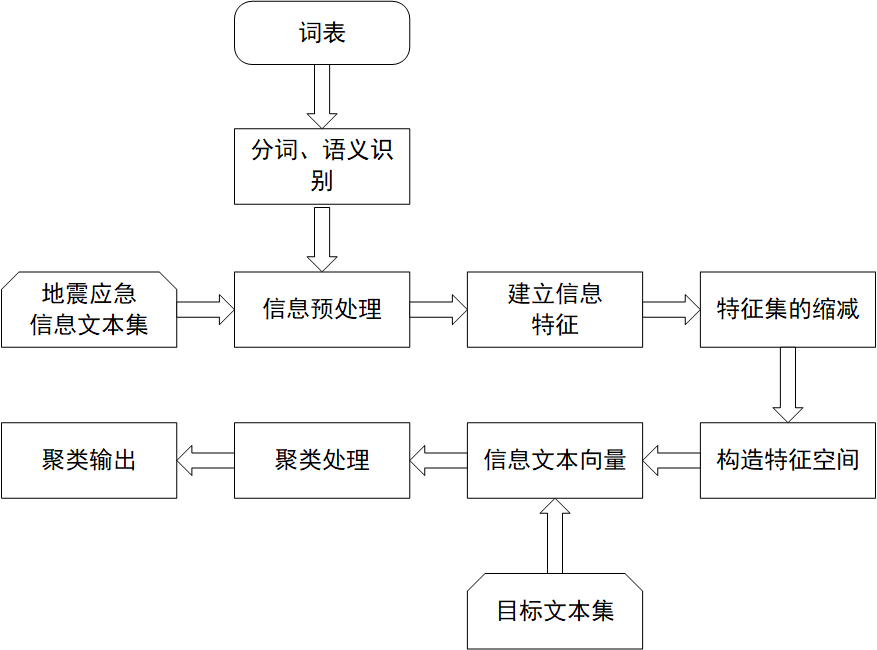 词表
分词、语义识
别
地震应急
信息文本集
信息预处理
建立信息
特征
特征集的缩减
聚类输出
聚类处理
信息文本向量
构造特征空间
目标文本集